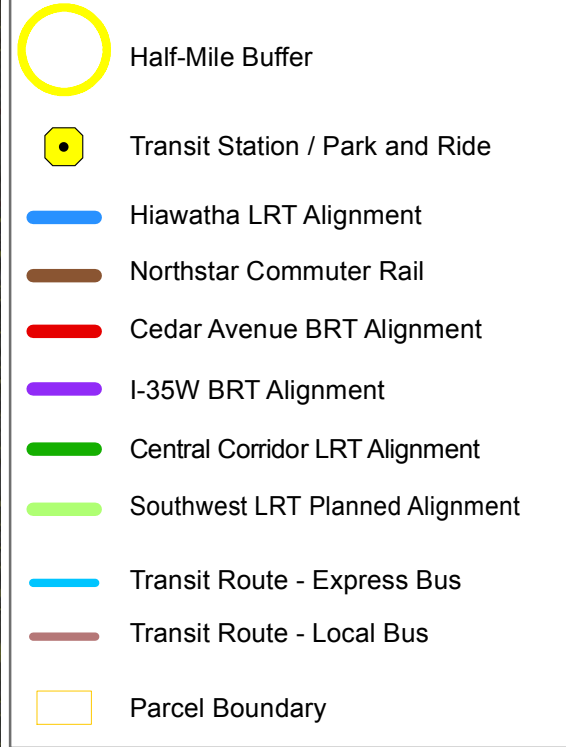 Half-Mile Buffer
Transit Station / Park and Ride
Hiawatha LRT Alignment
Northstar Commuter Rail
Cedar Avenue BRT Alignment
I-35W BRT Alignment
Central Corridor LRT Alignment
Southwest LRT Planned Alignment
Transit Route - Express Bus
Transit Route - Local Bus
Parcel Boundary